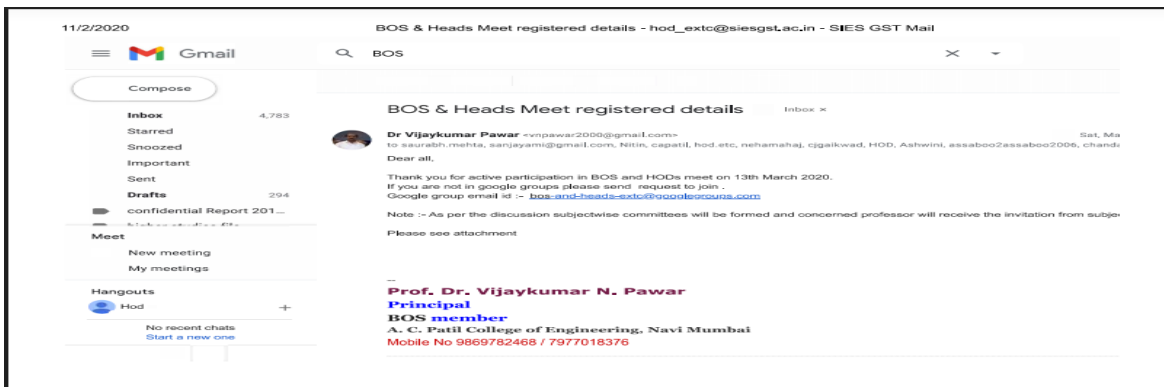 11/2/2020 BOS & Heads Meet registered details - hod_extc@siesgst.ac.in - SIES GST Mail
Gmail
BOS
Compose
Inbox 4,783
Starred
Snoozed
Important
Sent
Drafts 294
confidential Report 201...
Meet
New meeting
My meetings
Hangouts
Hod
No recent chats
Start a new one
BOS & Heads Meet registered details Inbox ×
Dr Vijaykumar Pawar <vnpawar2000@gmail.com> Sat, Ma
to saurabh.mehta, sanjayami@gmail.com, Nitin, capatil, hod.etc, nehamahaj, cjgaikwad, HOD, Ashwini, assaboo2assaboo2006, chanda
Dear all,
Thank you for active participation in BOS and HODs meet on 13th March 2020.
If you are not in google groups please send request to join .
Google group email id :- bos-and-heads-extc@googlegroups.com
Note :- As per the discussion subjectwise committees will be formed and concerned professor will receive the invitation from subje
Please see attachment
--
Prof. Dr. Vijaykumar N. Pawar
Principal
BOS member
A. C. Patil College of Engineering, Navi Mumbai
Mobile No 9869782468 / 7977018376